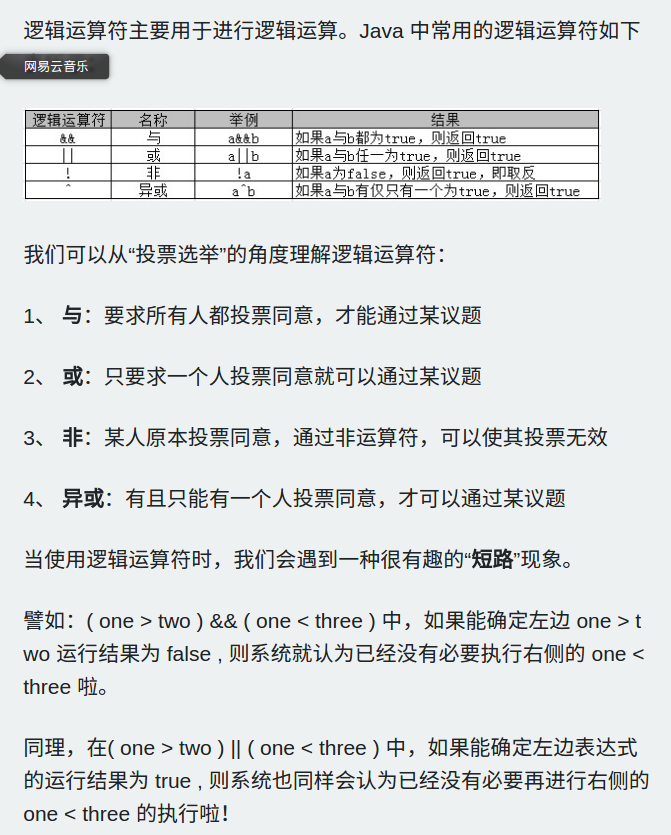 逻辑运算符主要用于进行逻辑运算。Java 中常用的逻辑运算符如下
网易云音乐
逻辑运算符 名称 举例 结果
&& 与 a&&b 如果a与b都为true，则返回true
|| 或 a||b 如果a与b任一为true，则返回true
! 非 !a 如果a为false，则返回true，即取反
^ 异或 a^b 如果a与b有仅只有一个为true，则返回true
我们可以从“投票选举”的角度理解逻辑运算符：
1、 与：要求所有人都投票同意，才能通过某议题
2、 或：只要求一个人投票同意就可以通过某议题
3、 非：某人原本投票同意，通过非运算符，可以使其投票无效
4、 异或：有且只能有一个人投票同意，才可以通过某议题
当使用逻辑运算符时，我们会遇到一种很有趣的“短路”现象。
譬如：( one > two ) && ( one < three ) 中，如果能确定左边 one > t
wo 运行结果为 false , 则系统就认为已经没有必要执行右侧的 one <
three 啦。
同理，在( one > two ) || ( one < three ) 中，如果能确定左边表达式
的运行结果为 true , 则系统也同样会认为已经没有必要再进行右侧的
one < three 的执行啦！